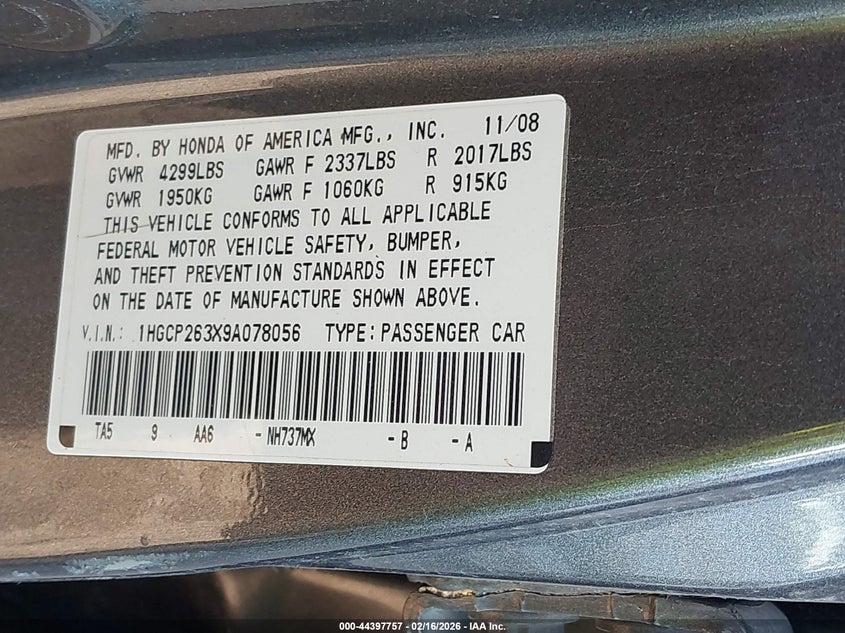 MFD. BY HONDA OF AMERICA MFG., INC. 11/08
GVWR 4299LBS GAWR F 2337LBS R 2017LBS
GVWR 1950KG GAWR F 1060KG R 915KG
THIS VEHICLE CONFORMS TO ALL APPLICABLE
FEDERAL MOTOR VEHICLE SAFETY, BUMPER,
AND THEFT PREVENTION STANDARDS IN EFFECT
ON THE DATE OF MANUFACTURE SHOWN ABOVE.
V.I.N.: 1HGCP263X9A078056 TYPE:PASSENGER CAR
TA5 9 AA6 -NH737MX -B -A
000-44397757 - 02/16/2026 - IAA Inc.